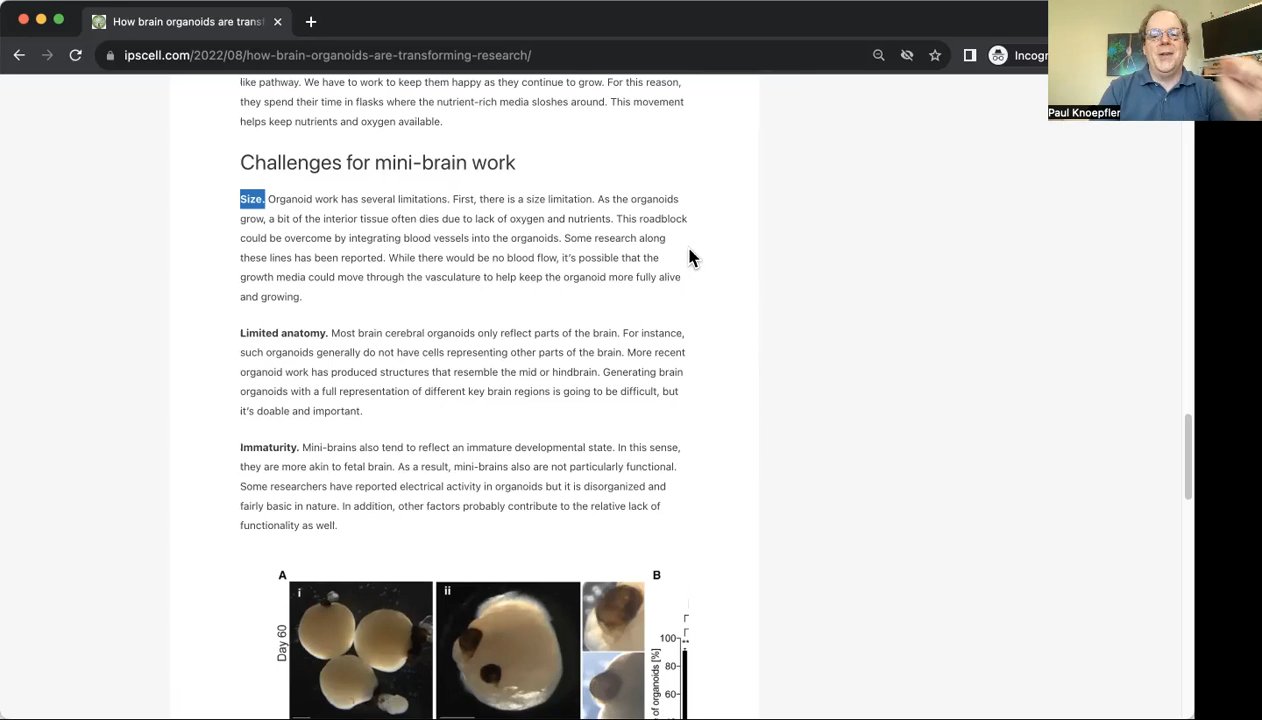 How brain organoids are trans
ipscell.com/2022/08/how-brain-organoids-are-transforming-research/
Incog
Paul Knoepfler
like pathway. We have to work to keep them happy as they continue to grow. For this reason,
they spend their time in flasks where the nutrient-rich media sloshes around. This movement
helps keep nutrients and oxygen available.
Challenges for mini-brain work
Size. Organoid work has several limitations. First, there is a size limitation. As the organoids
grow, a bit of the interior tissue often dies due to lack of oxygen and nutrients. This roadblock
could be overcome by integrating blood vessels into the organoids. Some research along
these lines has been reported. While there would be no blood flow, it’s possible that the
growth media could move through the vasculature to help keep the organoid more fully alive
and growing.
Limited anatomy. Most brain cerebral organoids only reflect parts of the brain. For instance,
such organoids generally do not have cells representing other parts of the brain. More recent
organoid work has produced structures that resemble the mid or hindbrain. Generating brain
organoids with a full representation of different key brain regions is going to be difficult, but
it’s doable and important.
Immaturity. Mini-brains also tend to reflect an immature developmental state. In this sense,
they are more akin to fetal brain. As a result, mini-brains also are not particularly functional.
Some researchers have reported electrical activity in organoids but it is disorganized and
fairly basic in nature. In addition, other factors probably contribute to the relative lack of
functionality as well.
A
B
i
ii
Day 60
of organoids [%]
100
**
80
60